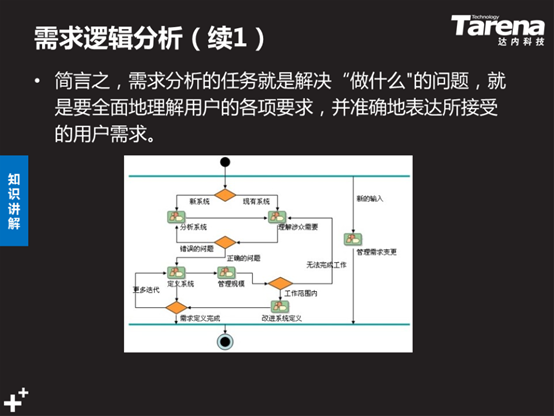 需求逻辑分析（续1）
Technology
Tarena
达内科技
• 简言之，需求分析的任务就是解决“做什么"的问题，就
是要全面地理解用户的各项要求，并准确地表达所接受
的用户需求。
知识讲解
新系统
现有系统
新的输入
分析系统
理解涉众需要
错误的问题
管理需求变更
正确的问题
无法完成工作
定义系统
管理规模
更多迭代
工作范围内
需求定义完成
改进系统定义